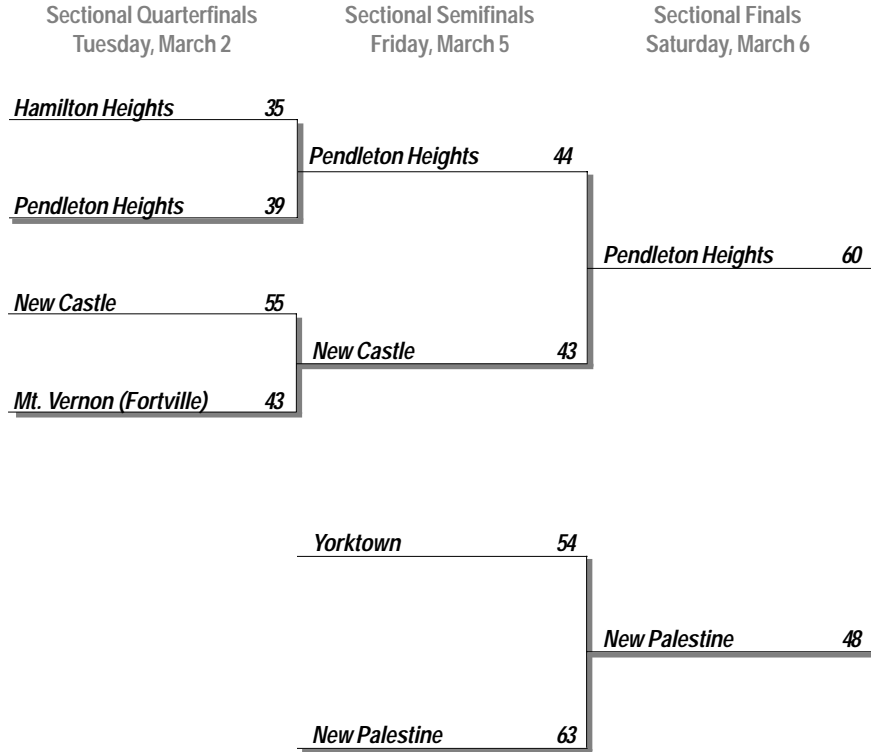 Sectional Quarterfinals
Tuesday, March 2
Sectional Semifinals
Friday, March 5
Sectional Finals
Saturday, March 6
Hamilton Heights 35
Pendleton Heights 44
Pendleton Heights 39
Pendleton Heights 60
New Castle 55
New Castle 43
Mt. Vernon (Fortville) 43
Yorktown 54
New Palestine 48
New Palestine 63